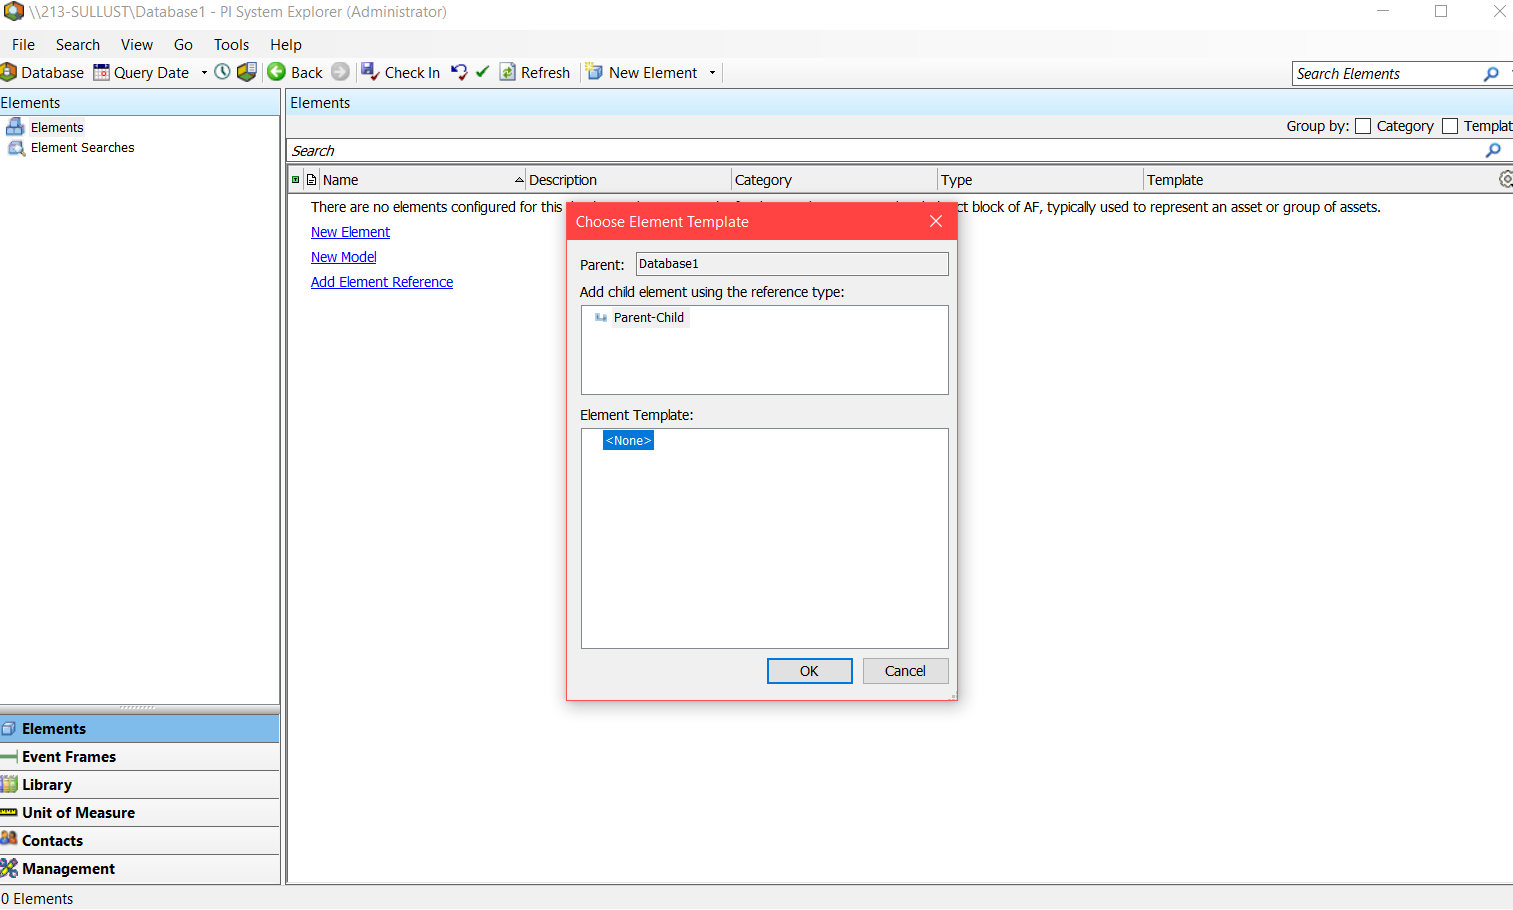 \\213-SULLUST\Database1 - PI System Explorer (Administrator)
File Search View Go Tools Help
Database Query Date Back Check In Refresh New Element Search Elements
Elements
Elements
Element Searches
Elements
Group by: Category Templat
Search
Name Description Category Type Template
There are no elements configured for this ct block of AF, typically used to represent an asset or group of assets.
New Element
New Model
Add Element Reference
Choose Element Template
Parent: Database1
Add child element using the reference type:
Parent-Child
Element Template:
<None>
OK Cancel
Elements
Event Frames
Library
Unit of Measure
Contacts
Management
0 Elements